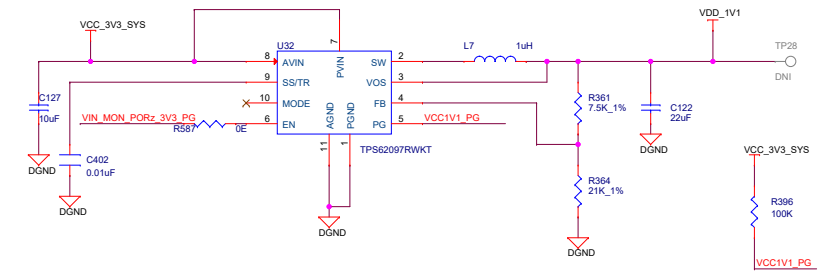 VCC_3V3_SYS
VDD_1V1
U32
L7
1uH
TP28
DNI
7
8
AVIN
PVIN
SW
2
9
SS/TR
VOS
3
10
MODE
FB
4
6
EN
AGND
PGND
PG
5
C127
10uF
VIN_MON_PORz_3V3_PG
R587
0E
VCC1V1_PG
R361
7.5K_1%
C122
22uF
11
1
TPS62097RWKT
DGND
C402
0.01uF
DGND
DGND
DGND
R364
21K_1%
DGND
VCC_3V3_SYS
R396
100K
VCC1V1_PG